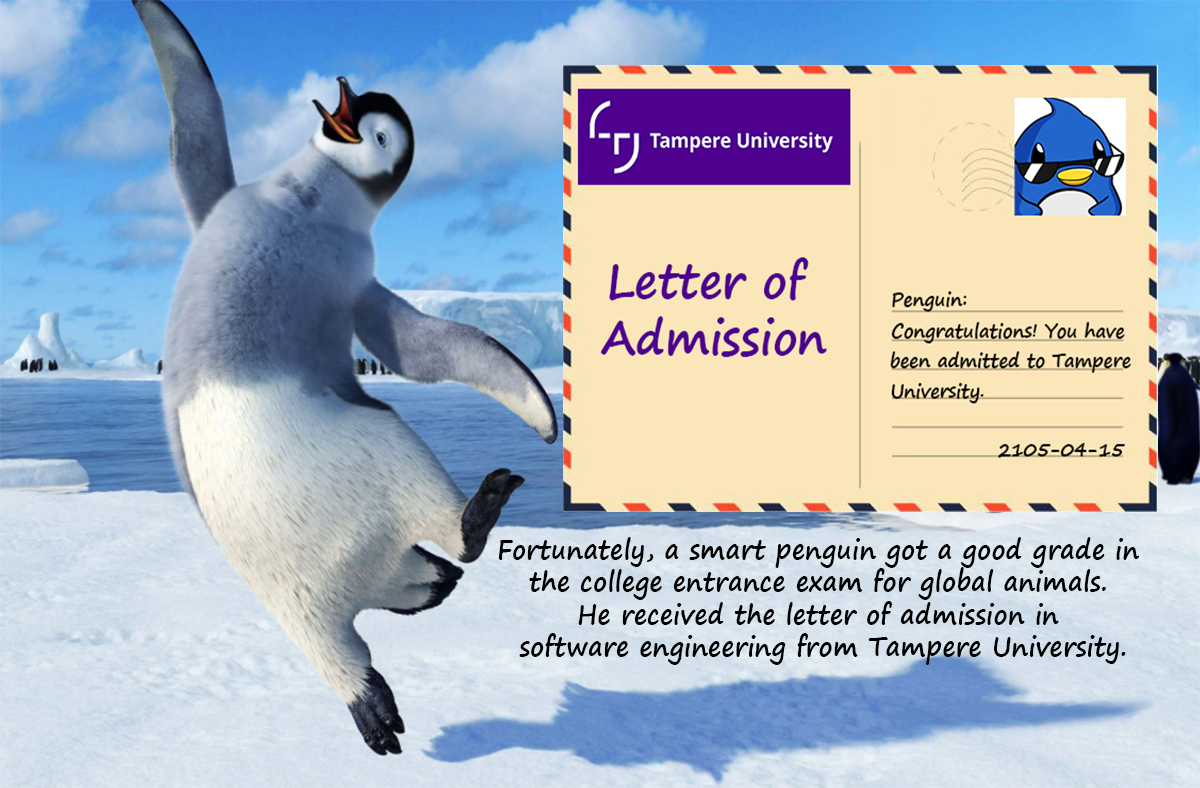 Tampere University
Letter of
Admission
Penguin:
Congratulations! You have
been admitted to Tampere
University.
2105-04-15
Fortunately, a smart penguin got a good grade in
the college entrance exam for global animals.
He received the letter of admission in
software engineering from Tampere University.